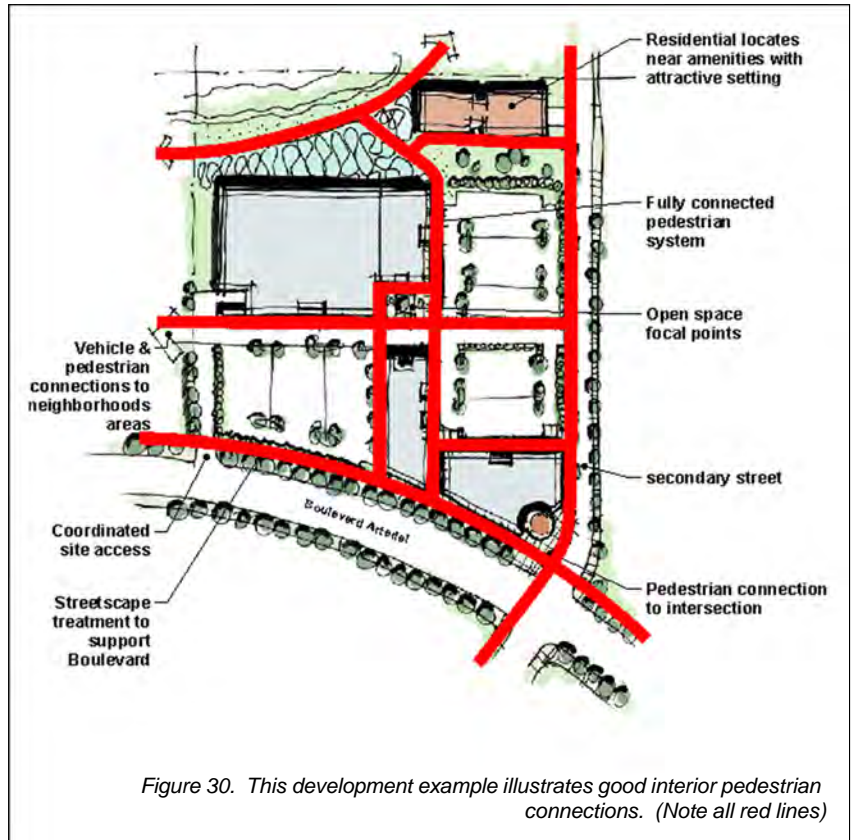 Residential locates
near amenities with
attractive setting
Fully connected
pedestrian
system
Open space
focal points
Vehicle &
pedestrian
connections to
neighborhoods
areas
secondary street
Boulevard Arterial
Coordinated
site access
Streetscape
treatment to
support
Boulevard
Pedestrian connection
to intersection
Figure 30. This development example illustrates good interior pedestrian
connections. (Note all red lines)